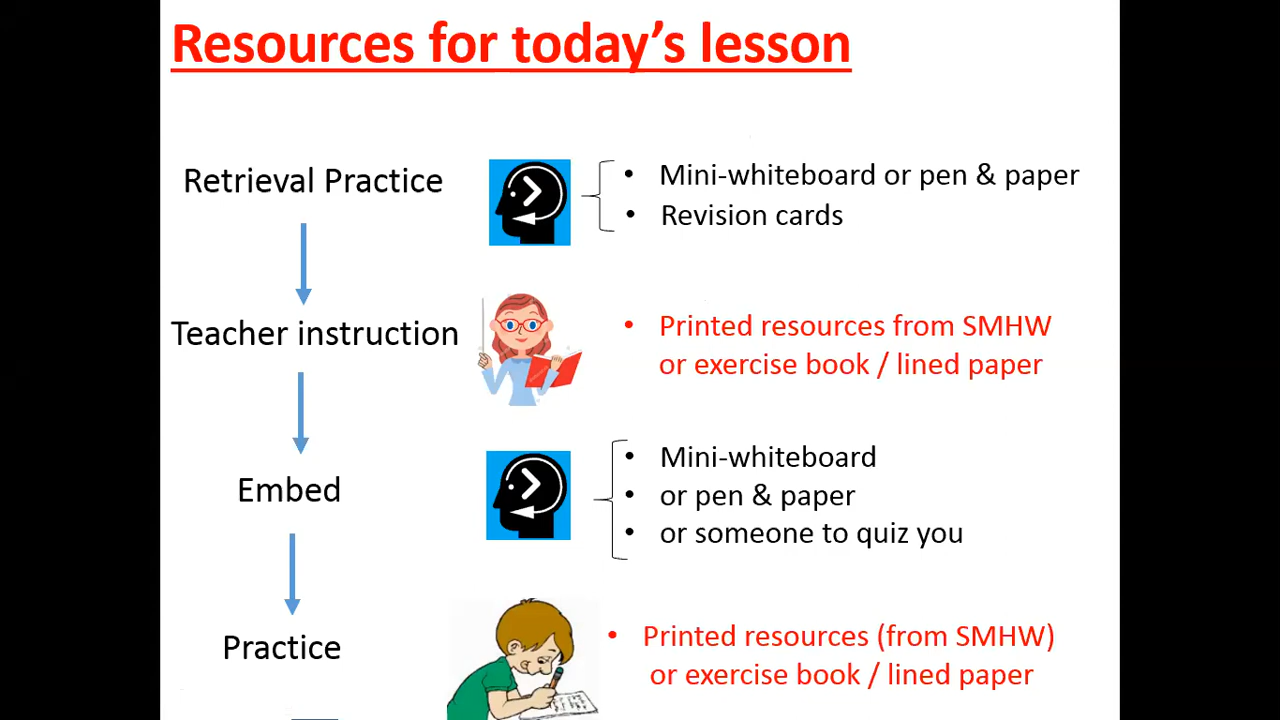 Resources for today's lesson
Retrieval Practice
• Mini-whiteboard or pen & paper
• Revision cards
Teacher instruction
• Printed resources from SMHW
or exercise book / lined paper
Embed
• Mini-whiteboard
• or pen & paper
• or someone to quiz you
Practice
• Printed resources (from SMHW)
or exercise book / lined paper